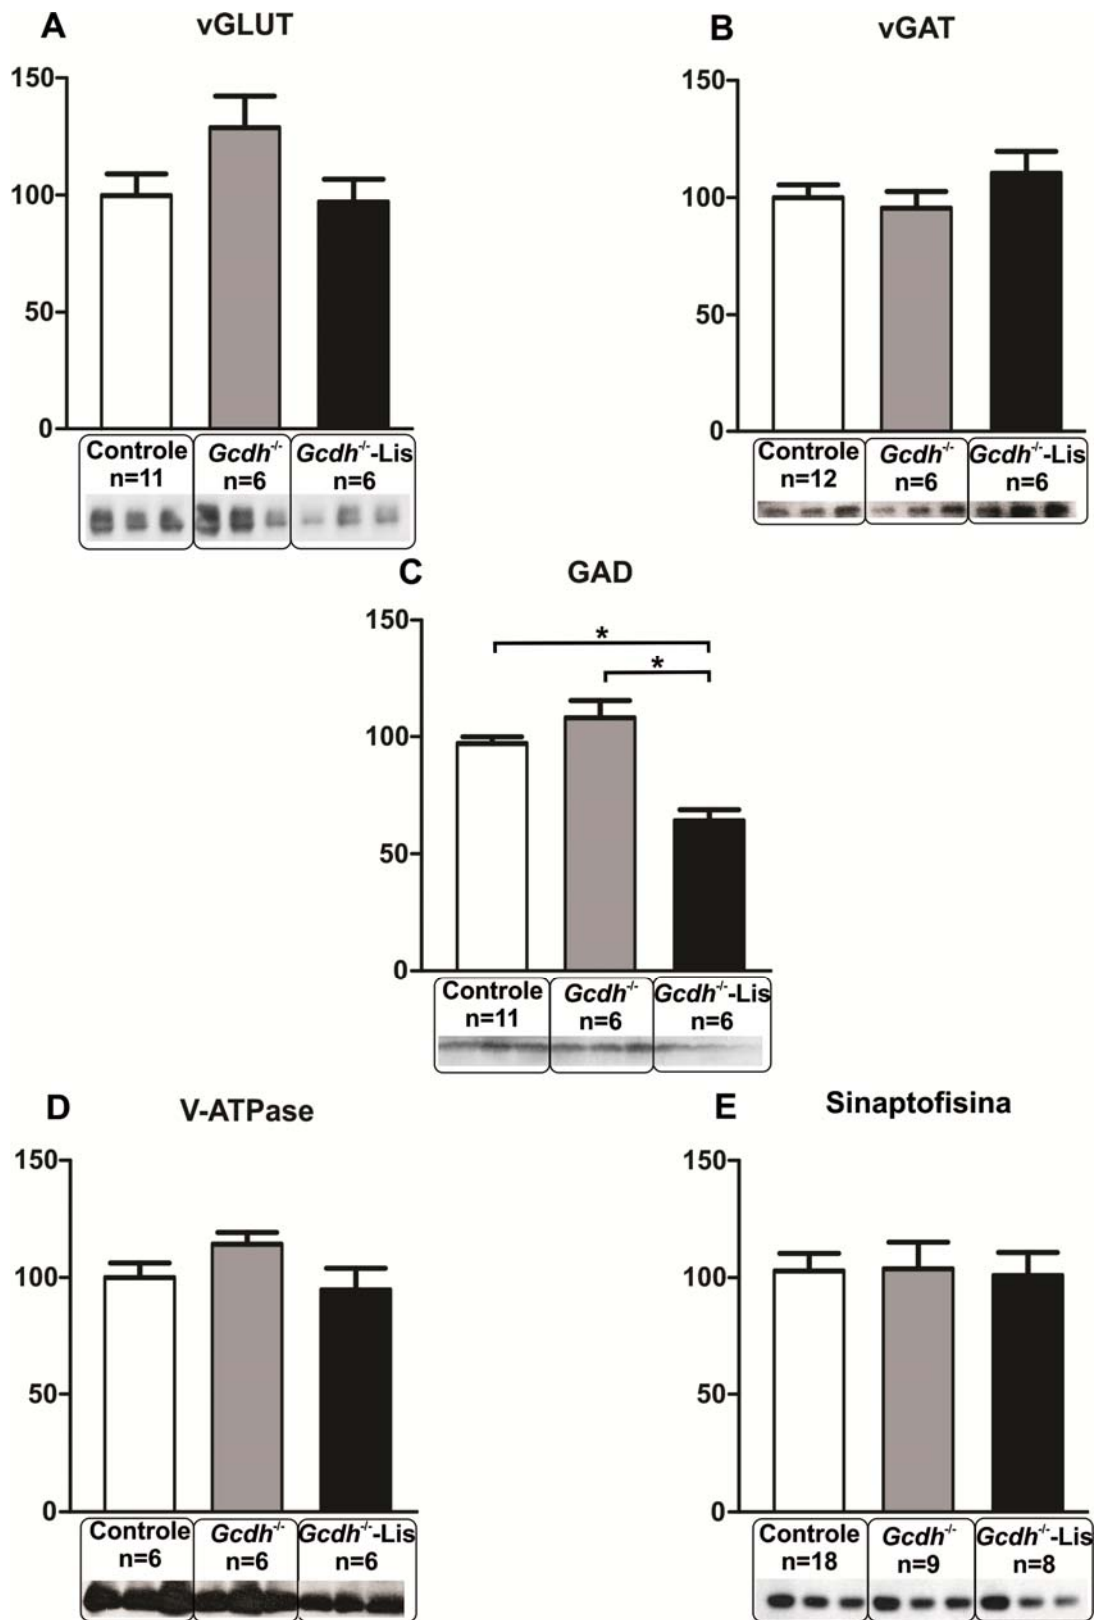 A vGLUT
150
100
50
0
Controle Gcdh-/- Gcdh-/--Lis
n=11 n=6 n=6
B vGAT
150
100
50
0
Controle Gcdh-/- Gcdh-/--Lis
n=12 n=6 n=6
C GAD
150
*
*
100
50
0
Controle Gcdh-/- Gcdh-/--Lis
n=11 n=6 n=6
D V-ATPase
150
100
50
0
Controle Gcdh-/- Gcdh-/--Lis
n=6 n=6 n=6
E Sinaptofisina
150
100
50
0
Controle Gcdh-/- Gcdh-/--Lis
n=18 n=9 n=8